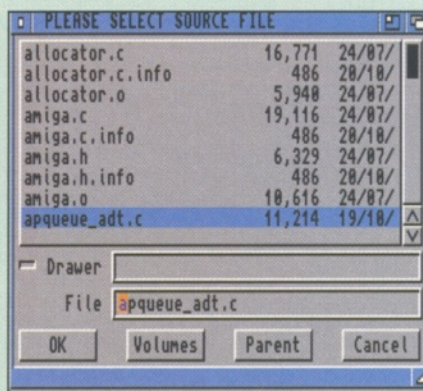 PLEASE SELECT SOURCE FILE
allocator.c 16,771 24/07/
allocator.c.info 486 20/10/
allocator.o 5,940 24/07/
amiga.c 19,116 24/07/
amiga.c.info 486 20/10/
amiga.h 6,329 24/07/
amiga.h.info 486 20/10/
amiga.o 10,616 24/07/
apqueue_adt.c 11,214 19/10/
Drawer
File apqueue_adt.c
OK Volumes Parent Cancel